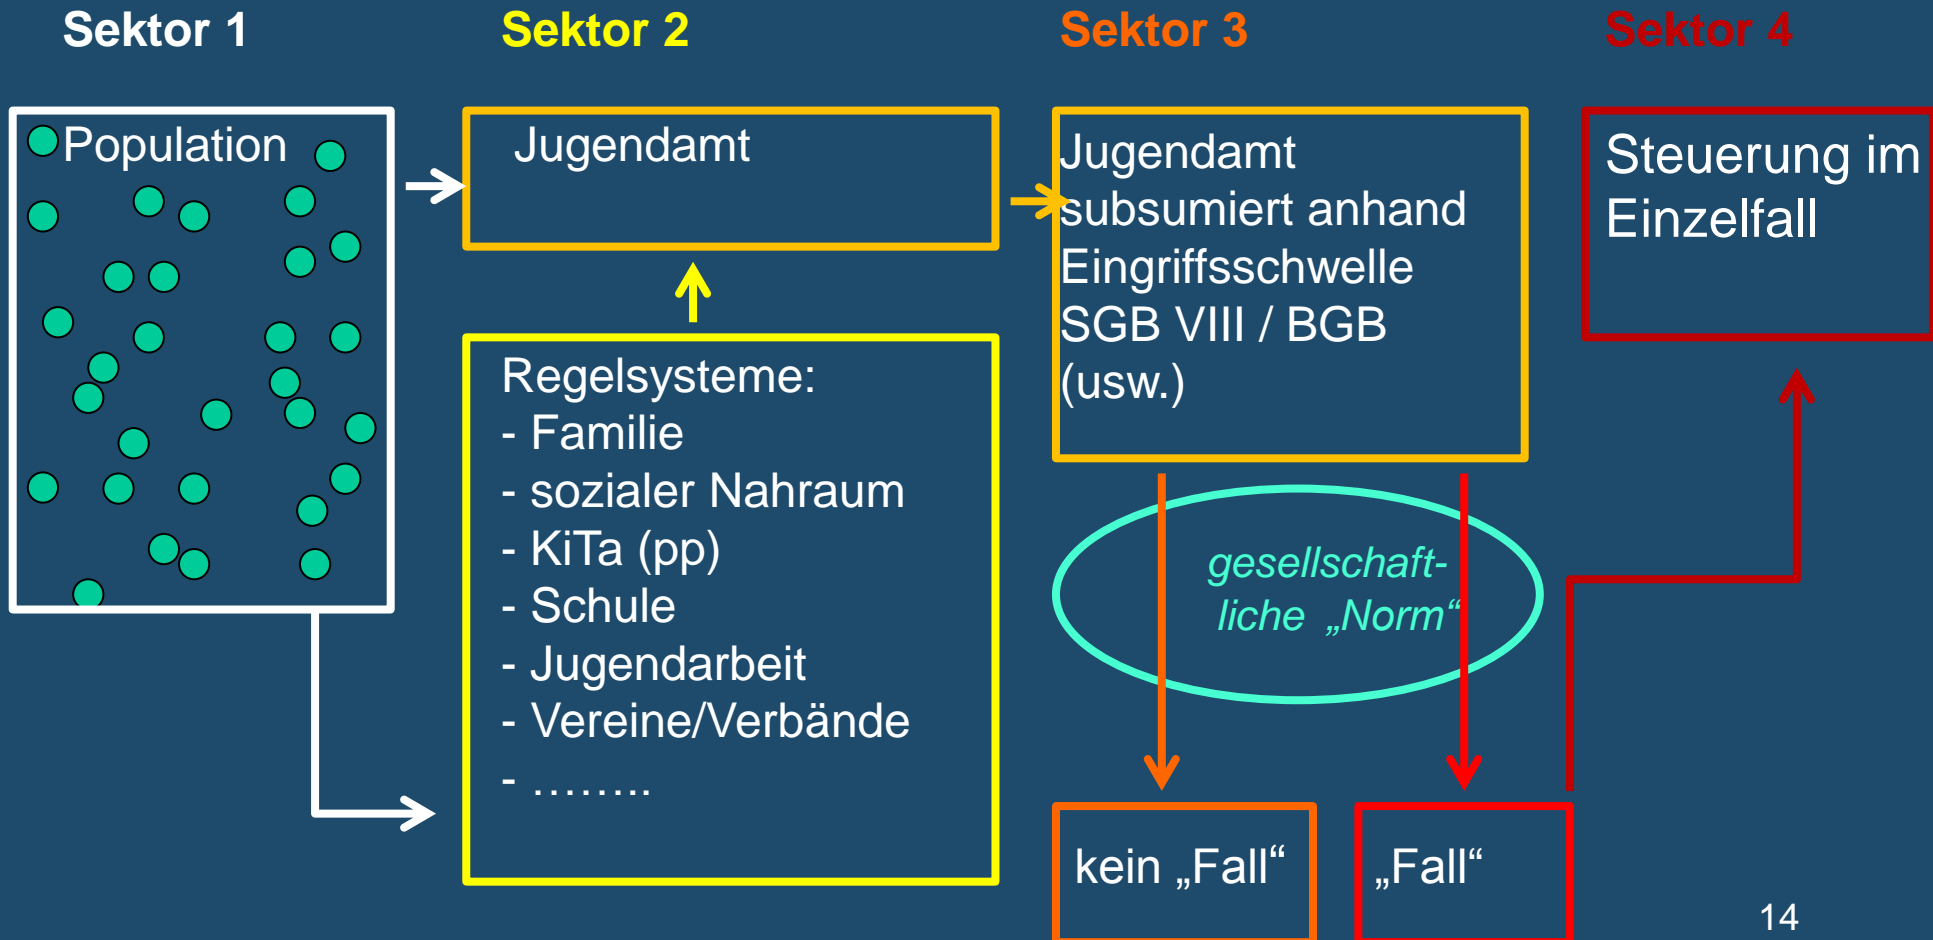 Sektor 1
Sektor 2
Sektor 3
Sektor 4
Population
Jugendamt
Regelsysteme:
- Familie
- sozialer Nahraum
- KiTa (pp)
- Schule
- Jugendarbeit
- Vereine/Verbände
- ……..
Jugendamt
subsumiert anhand
Eingriffsschwelle
SGB VIII / BGB
(usw.)
gesellschaft-
liche „Norm“
kein „Fall“
„Fall“
Steuerung im
Einzelfall
14